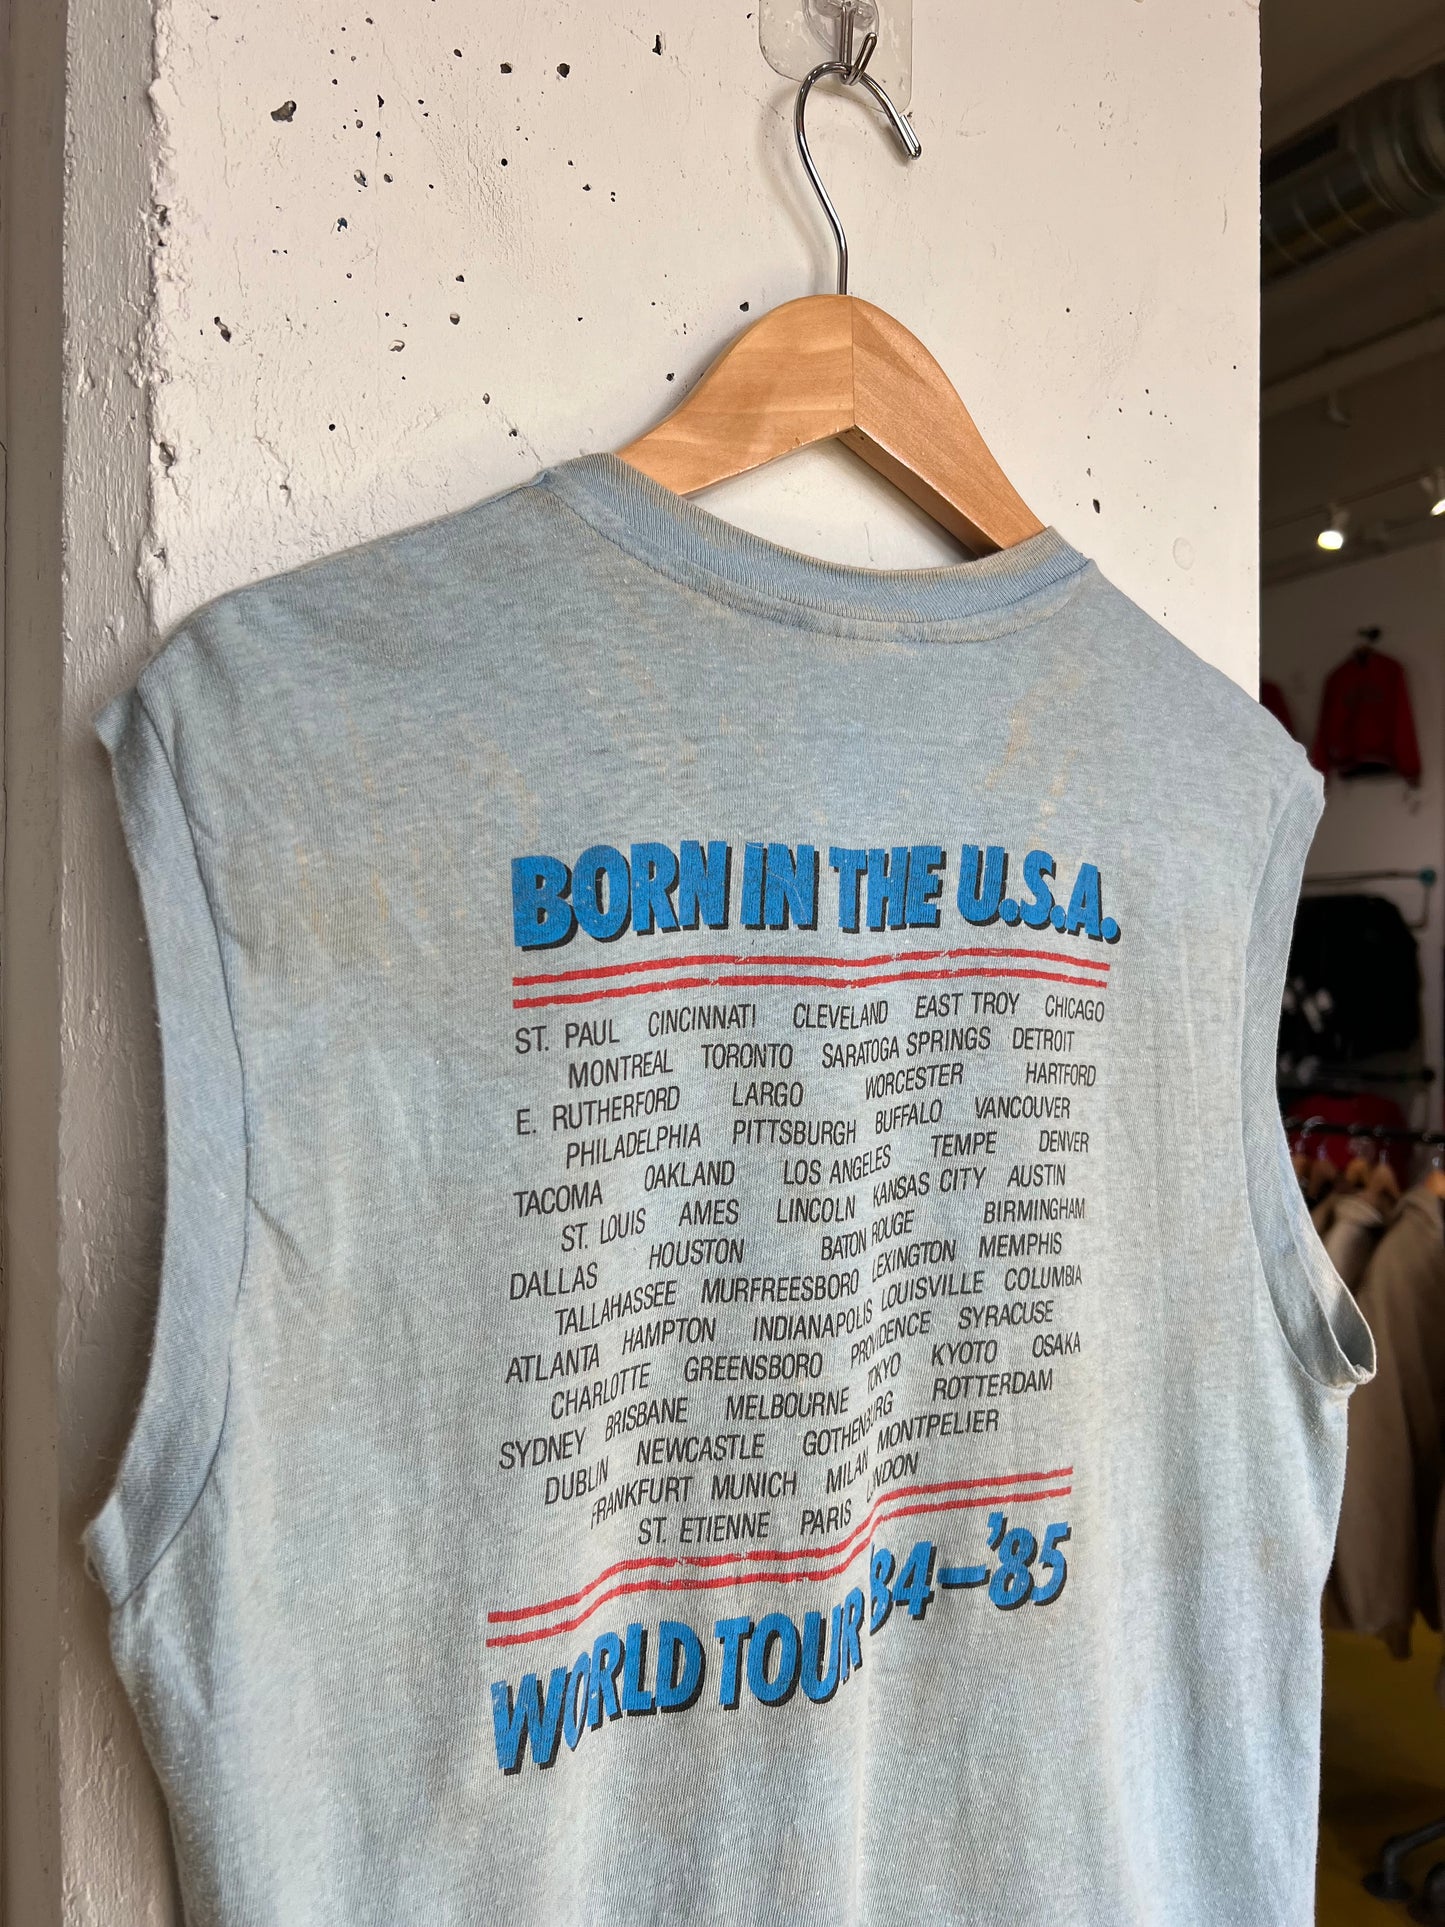 BORN IN THE U.S.A.
ST. PAUL CINCINNATI CLEVELAND EAST TROY CHICAGO
MONTREAL TORONTO SARATOGA SPRINGS DETROIT
E. RUTHERFORD LARGO WORCESTER HARTFORD
PHILADELPHIA PITTSBURGH BUFFALO VANCOUVER
TACOMA OAKLAND LOS ANGELES TEMPE DENVER
ST. LOUIS AMES LINCOLN KANSAS CITY AUSTIN
DALLAS HOUSTON BATON ROUGE BIRMINGHAM
TALLAHASSEE MURFREESBORO LEXINGTON MEMPHIS
ATLANTA HAMPTON INDIANAPOLIS LOUISVILLE COLUMBIA
CHARLOTTE GREENSBORO PROVIDENCE SYRACUSE
SYDNEY BRISBANE MELBOURNE TOKYO KYOTO OSAKA
DUBLIN NEWCASTLE GOTHENBURG ROTTERDAM
FRANKFURT MUNICH MILAN MONTPELIER
ST. ETIENNE PARIS LONDON
WORLD TOUR '84–'85